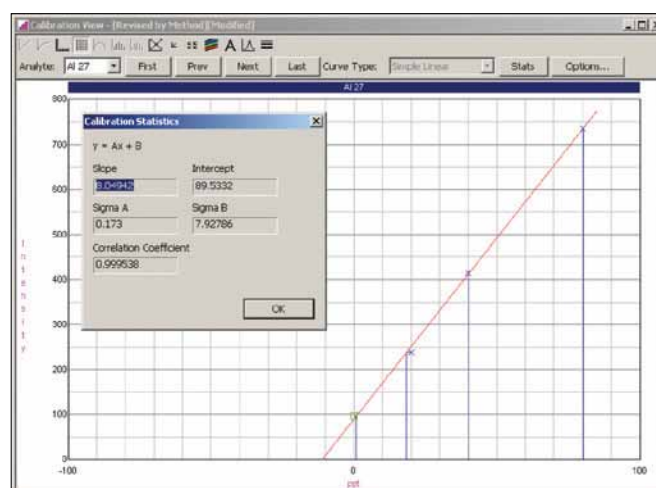 Calibration View - [Revised by Method][Modified]
Analyte: Al 27 First Prev Next Last Curve Type: Simple Linear Stats Options...
Al 27
Calibration Statistics
y = Ax + B
Slope Intercept
8.04942 89.5332
Sigma A Sigma B
0.173 7.92786
Correlation Coefficient
0.999538
OK
800
700
600
500
400
300
200
100
0
Intensity
-100 0 100
ppt